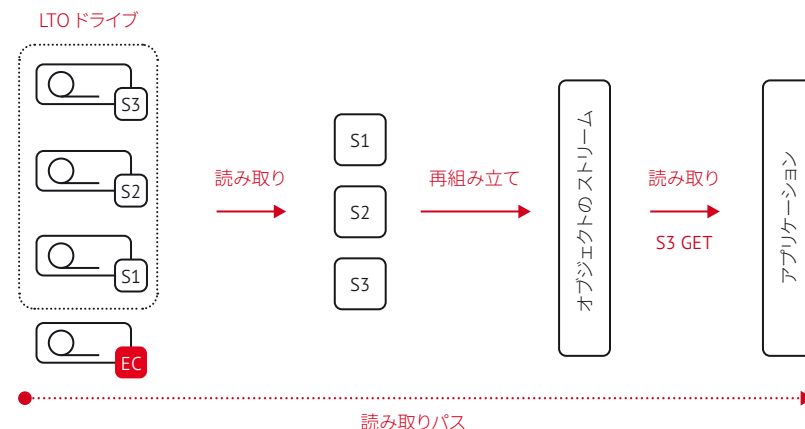 LTO ドライブ
S3
S2
S1
EC
読み取り
S1
S2
S3
再組み立て
オブジェクトの ストリーム
読み取り
S3 GET
アプリケーション
読み取りパス